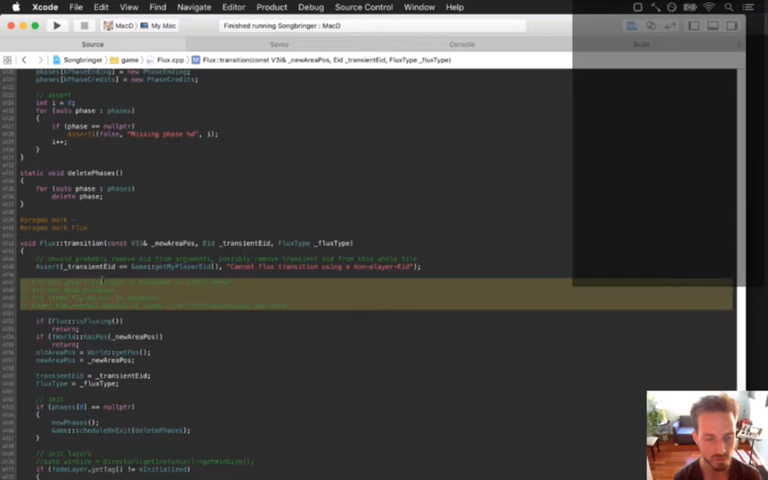 Xcode File Edit View Find Navigate Editor Product Debug Source Control Window Help
MacD My Mac Finished running Songbringer : MacD
Source Saves Console Build
Songbringer game Flux.cpp Flux::transition(const V3i& _newAreaPos, Eid _transientEid, FluxType _fluxType)
phases[kPhaseEnding] = new PhaseEnding;
phases[kPhaseCredits] = new PhaseCredits;
// assert
int i = 0;
for (auto phase : phases)
{
if (phase == nullptr)
Assert1(false, "Missing phase %d", i);
i++;
}
}
static void deletePhases()
{
for (auto phase : phases)
delete phase;
}
#pragma mark -
#pragma mark Flux
void Flux::transition(const V3i& _newAreaPos, Eid _transientEid, FluxType _fluxType)
{
// should probably remove eid from arguments, possibly remove transient eid from this whole file
Assert(_transientEid == Game::getMyPlayerEid(), "Cannot flux transition using a non-player-Eid");
if (Flux::isFluxing())
return;
if (!World::hasPos(_newAreaPos))
return;
oldAreaPos = World::getPos();
newAreaPos = _newAreaPos;
transientEid = _transientEid;
fluxType = _fluxType;
// init
if (phases[0] == nullptr)
{
newPhases();
Game::scheduleOnExit(deletePhases);
}
// init layers
//auto winSize = Director::getInstance()->getWinSize();
if (fadeLayer.getTag() != kInitialized)
{